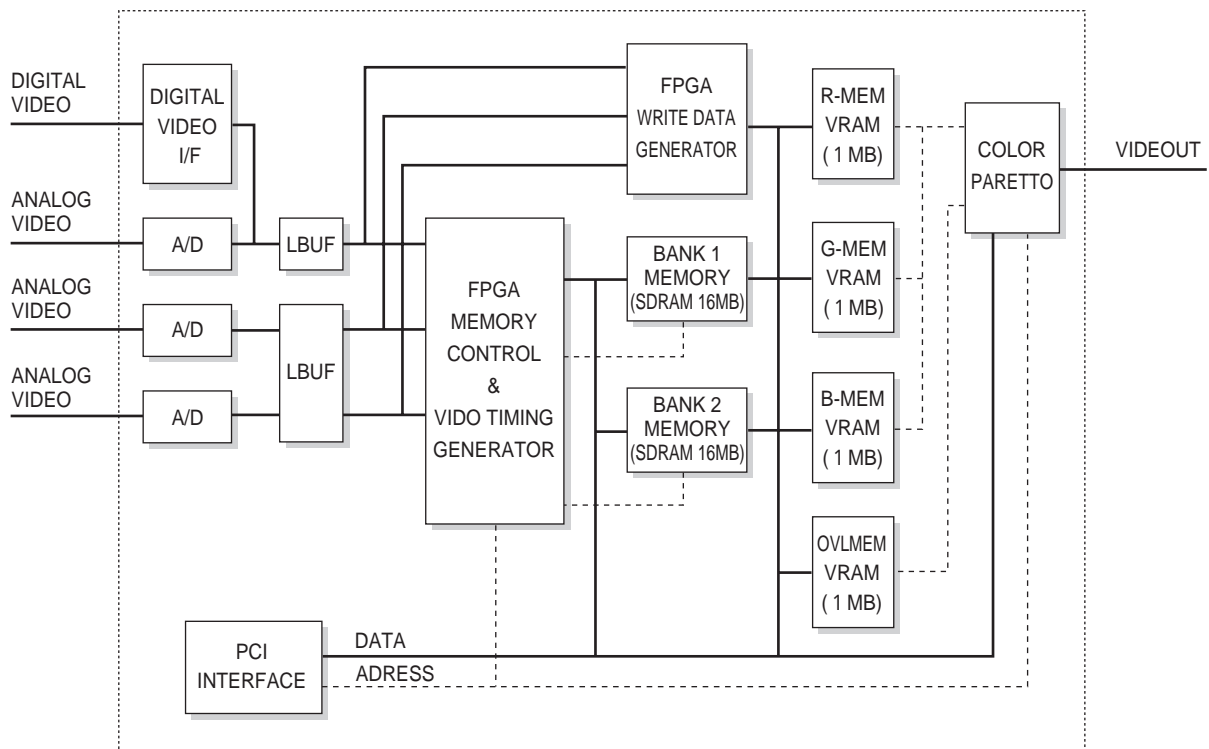 DIGITAL
VIDEO
DIGITAL
VIDEO
I/F
ANALOG
VIDEO
A/D
LBUF
ANALOG
VIDEO
A/D
LBUF
ANALOG
VIDEO
A/D
FPGA
MEMORY
CONTROL
&
VIDO TIMING
GENERATOR
FPGA
WRITE DATA
GENERATOR
BANK 1
MEMORY
(SDRAM 16MB)
BANK 2
MEMORY
(SDRAM 16MB)
R-MEM
VRAM
( 1 MB)
G-MEM
VRAM
( 1 MB)
B-MEM
VRAM
( 1 MB)
OVLMEM
VRAM
( 1 MB)
COLOR
PARETTO
VIDEOUT
PCI
INTERFACE
DATA
ADRESS